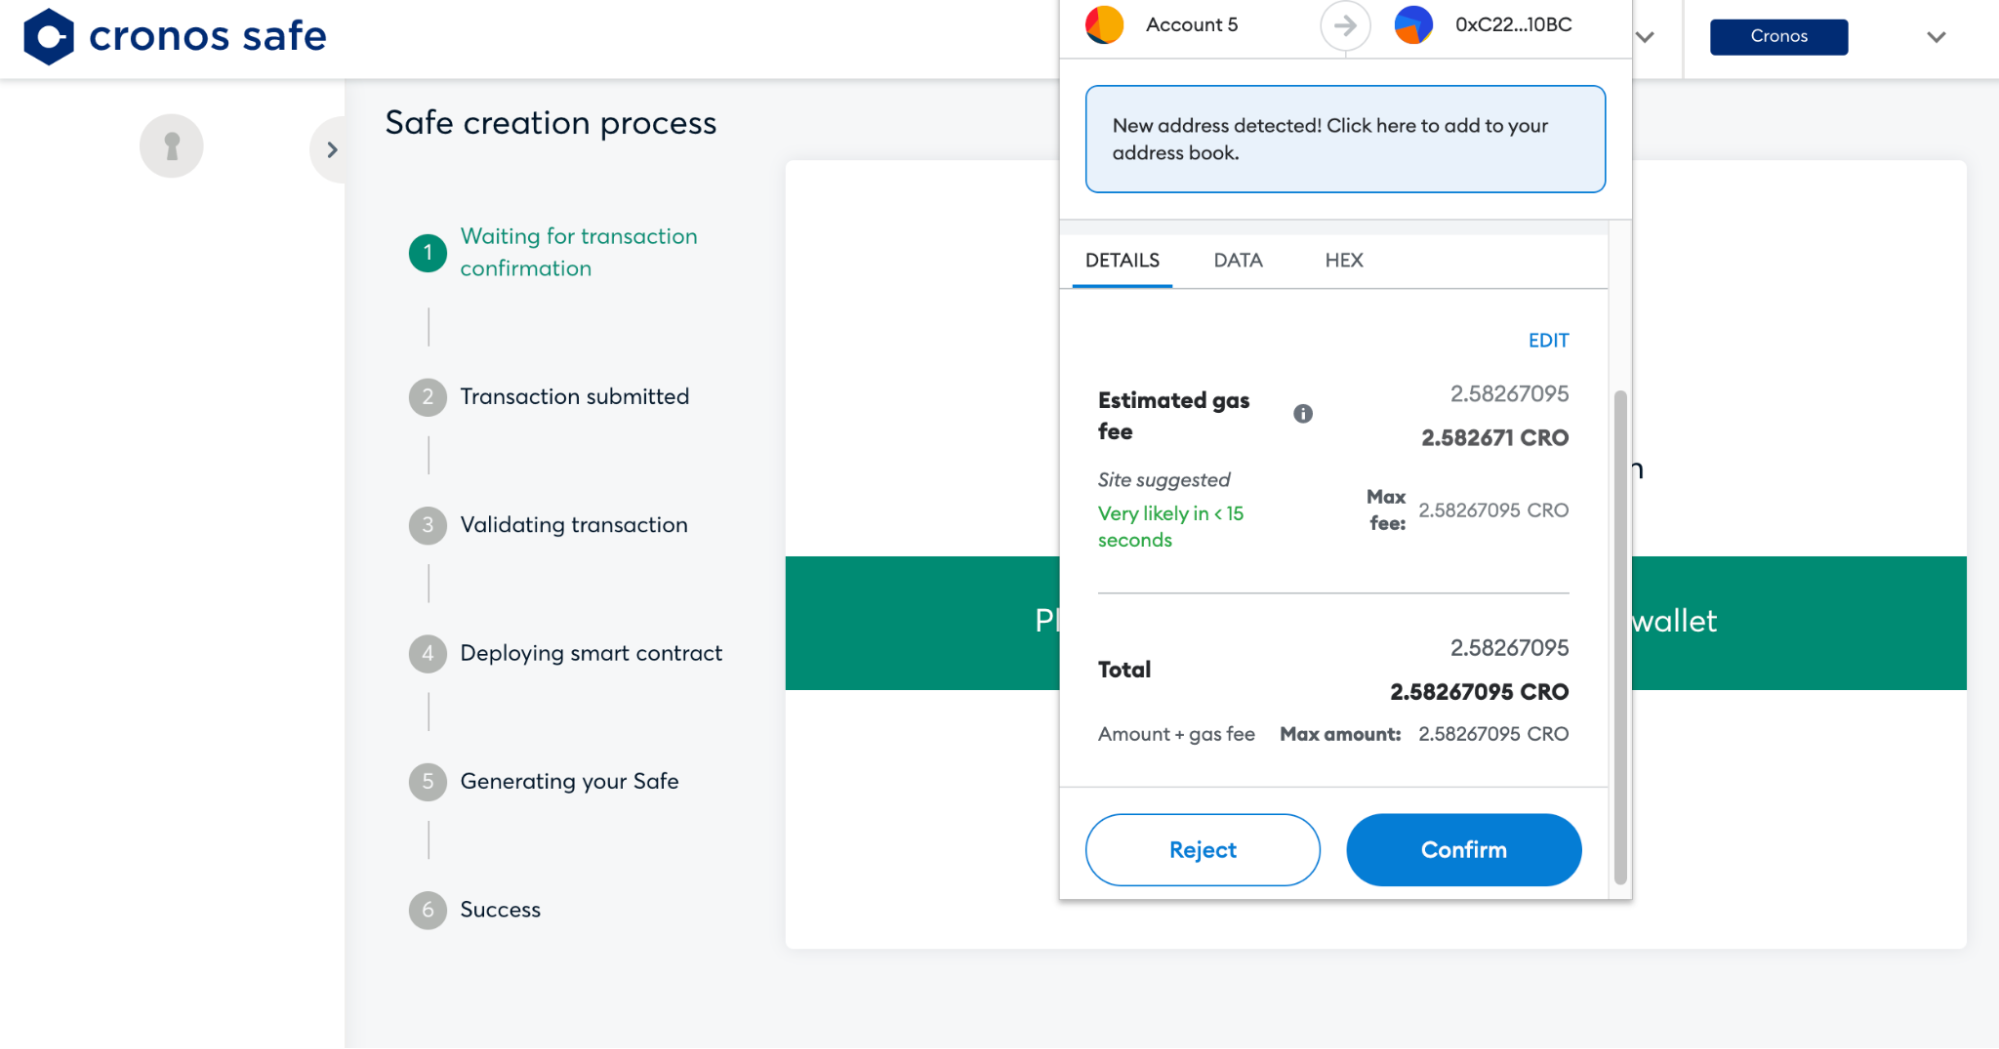 cronos safe
Account 5
0xC22...10BC
Cronos
Safe creation process
New address detected! Click here to add to your
address book.
1
Waiting for transaction
confirmation
2
Transaction submitted
3
Validating transaction
4
Deploying smart contract
5
Generating your Safe
6
Success
DETAILS
DATA
HEX
EDIT
Estimated gas
fee
2.58267095
2.582671 CRO
Site suggested
Very likely in < 15
seconds
Max
fee:
2.58267095 CRO
Total
2.58267095
2.58267095 CRO
Amount + gas fee
Max amount:
2.58267095 CRO
Reject
Confirm
wallet